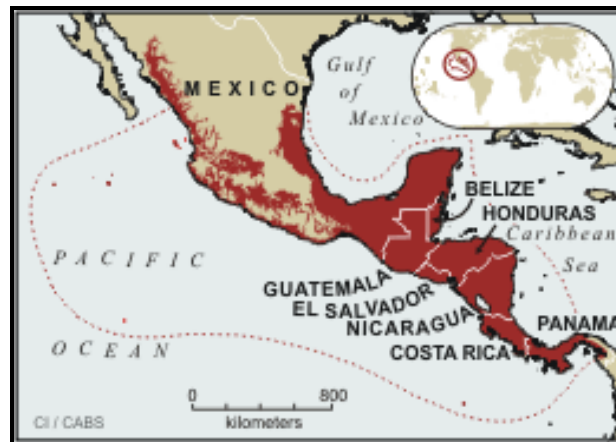 MEXICO
Gulf
of
Mexico
BELIZE
HONDURAS
Caribbean
Sea
PACIFIC
OCEAN
GUATEMALA
EL SALVADOR
NICARAGUA
COSTA RICA
PANAMA
0 800
kilometers
CI / CABS